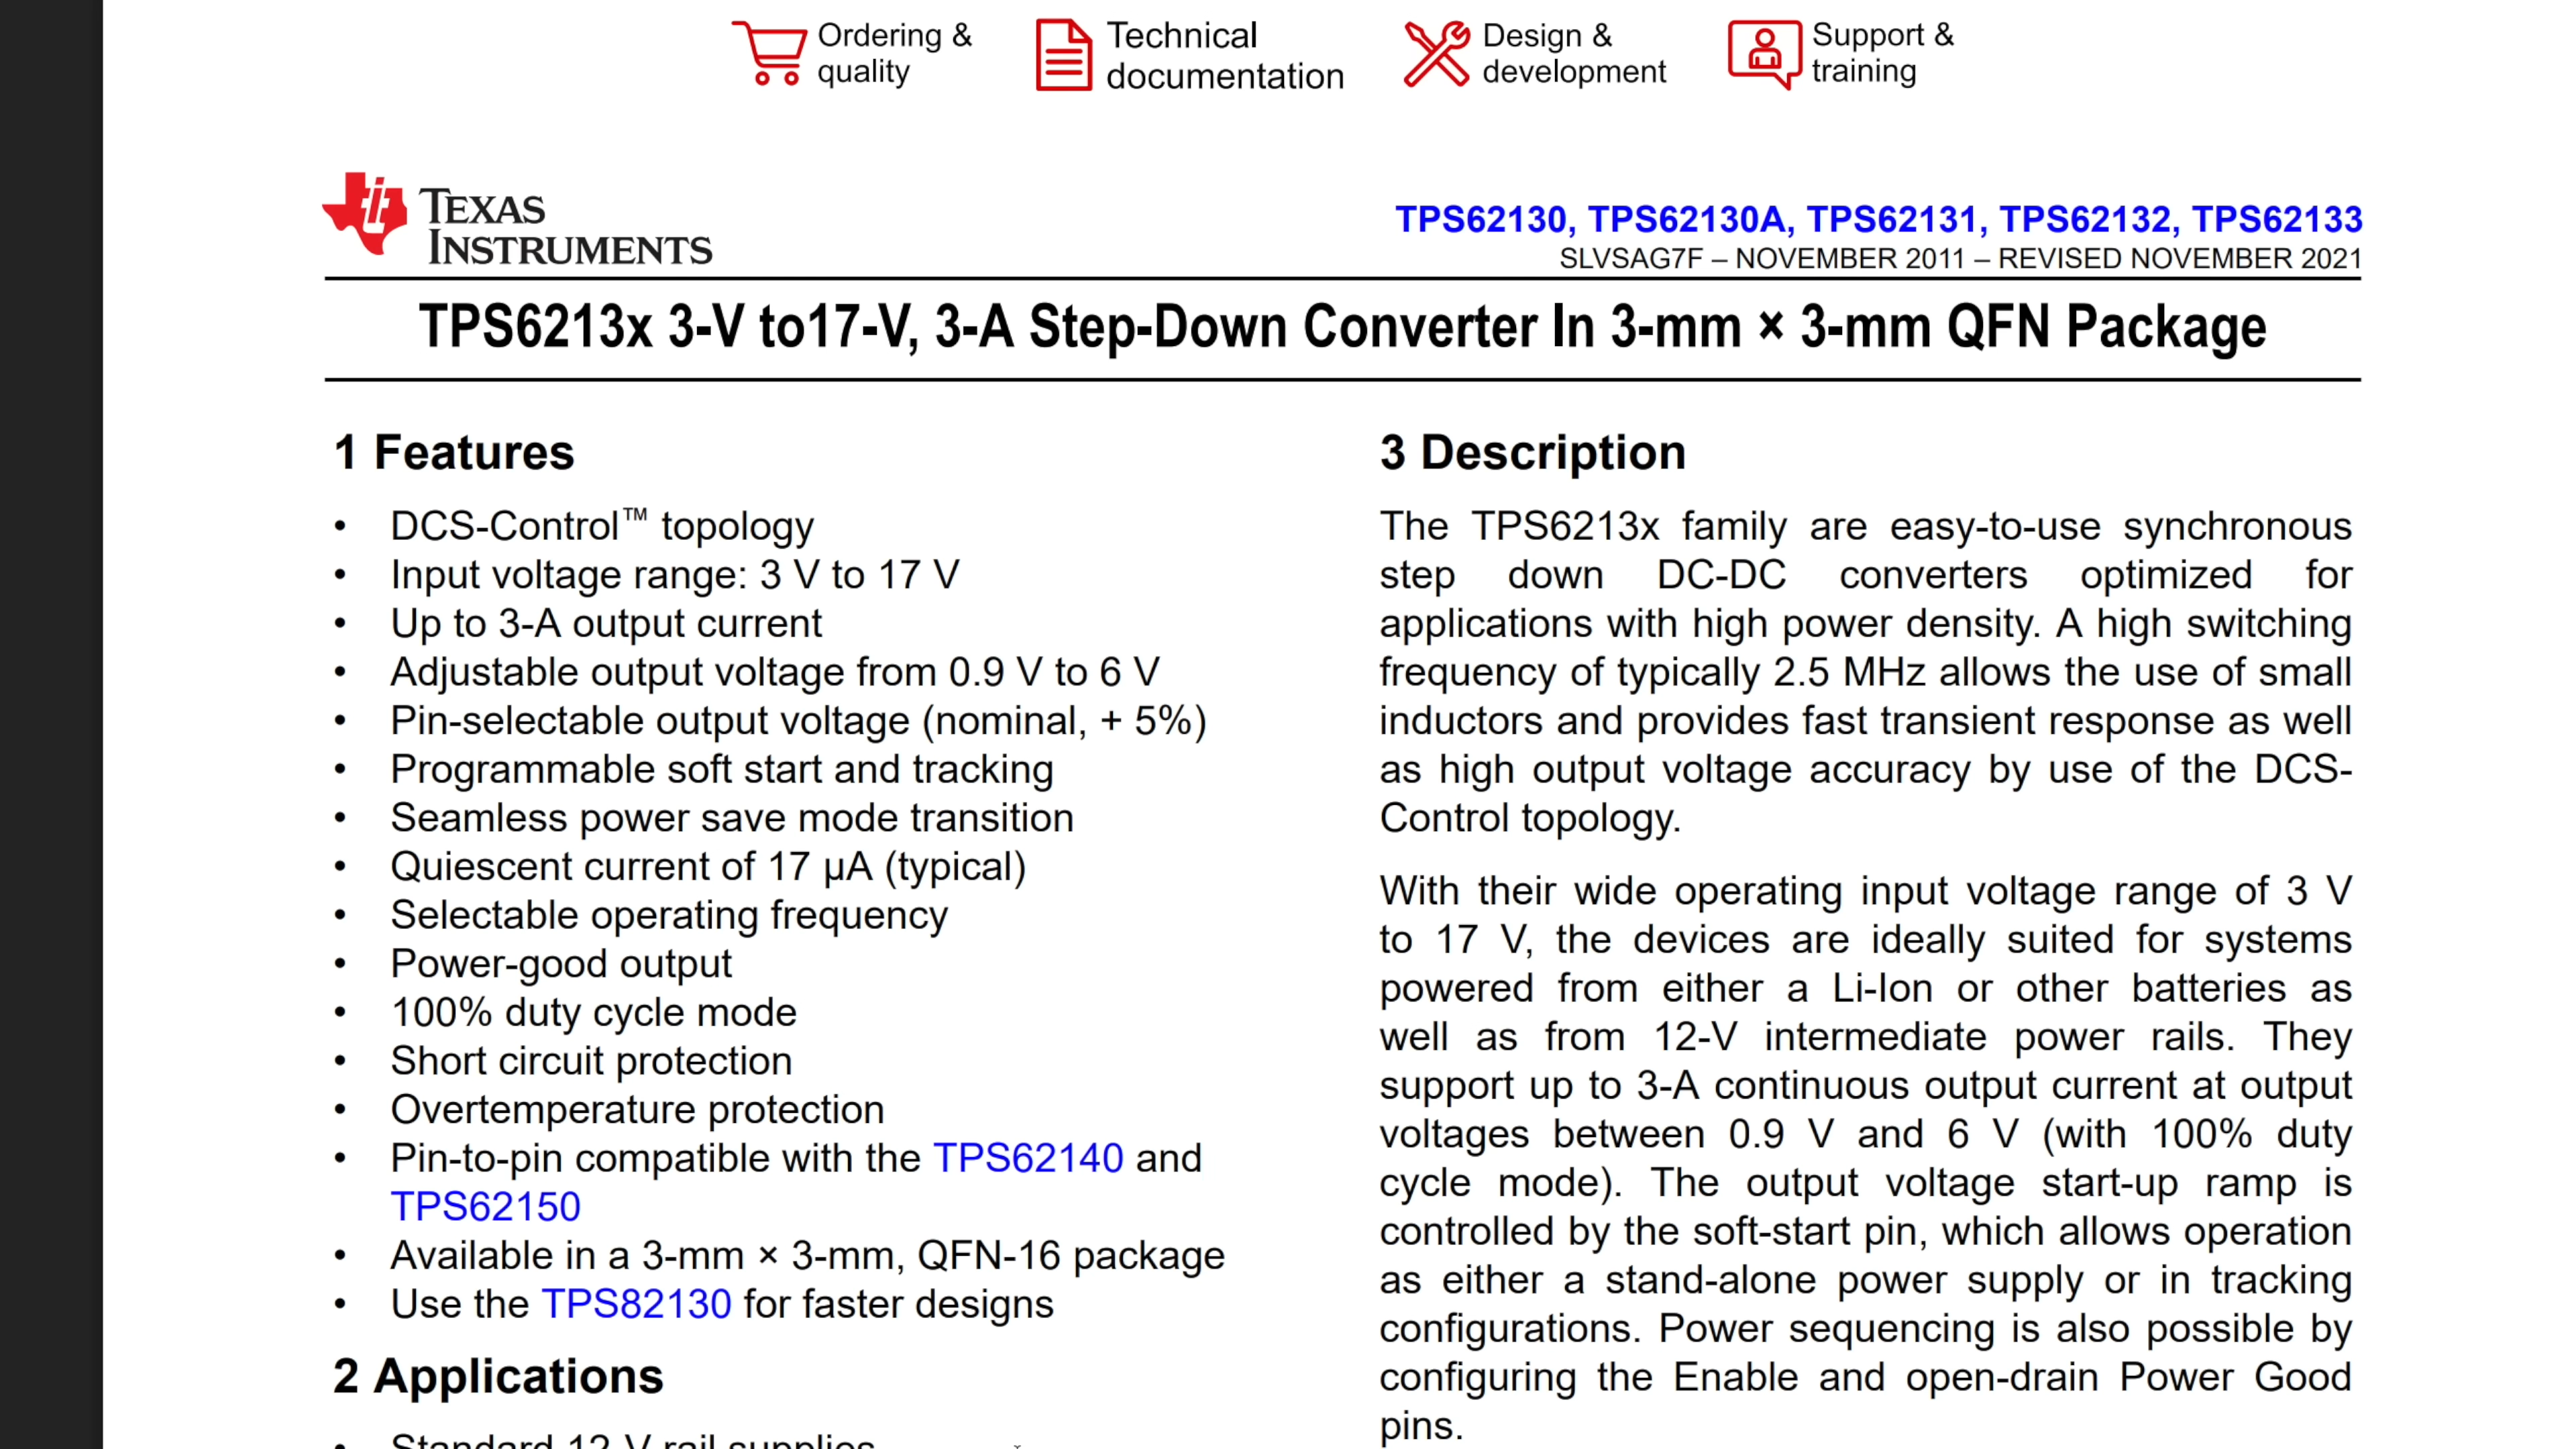 Ordering &
quality
Technical
documentation
Design &
development
Support &
training
TEXAS
INSTRUMENTS
TPS62130, TPS62130A, TPS62131, TPS62132, TPS62133
SLVSAG7F – NOVEMBER 2011 – REVISED NOVEMBER 2021
TPS6213x 3-V to17-V, 3-A Step-Down Converter In 3-mm × 3-mm QFN Package
1 Features
• DCS-Control™ topology
• Input voltage range: 3 V to 17 V
• Up to 3-A output current
• Adjustable output voltage from 0.9 V to 6 V
• Pin-selectable output voltage (nominal, + 5%)
• Programmable soft start and tracking
• Seamless power save mode transition
• Quiescent current of 17 µA (typical)
• Selectable operating frequency
• Power-good output
• 100% duty cycle mode
• Short circuit protection
• Overtemperature protection
• Pin-to-pin compatible with the TPS62140 and
TPS62150
• Available in a 3-mm × 3-mm, QFN-16 package
• Use the TPS82130 for faster designs
2 Applications
• Standard 12-V rail supplies
3 Description
The TPS6213x family are easy-to-use synchronous
step down DC-DC converters optimized for
applications with high power density. A high switching
frequency of typically 2.5 MHz allows the use of small
inductors and provides fast transient response as well
as high output voltage accuracy by use of the DCS-
Control topology.
With their wide operating input voltage range of 3 V
to 17 V, the devices are ideally suited for systems
powered from either a Li-Ion or other batteries as
well as from 12-V intermediate power rails. They
support up to 3-A continuous output current at output
voltages between 0.9 V and 6 V (with 100% duty
cycle mode). The output voltage start-up ramp is
controlled by the soft-start pin, which allows operation
as either a stand-alone power supply or in tracking
configurations. Power sequencing is also possible by
configuring the Enable and open-drain Power Good
pins.